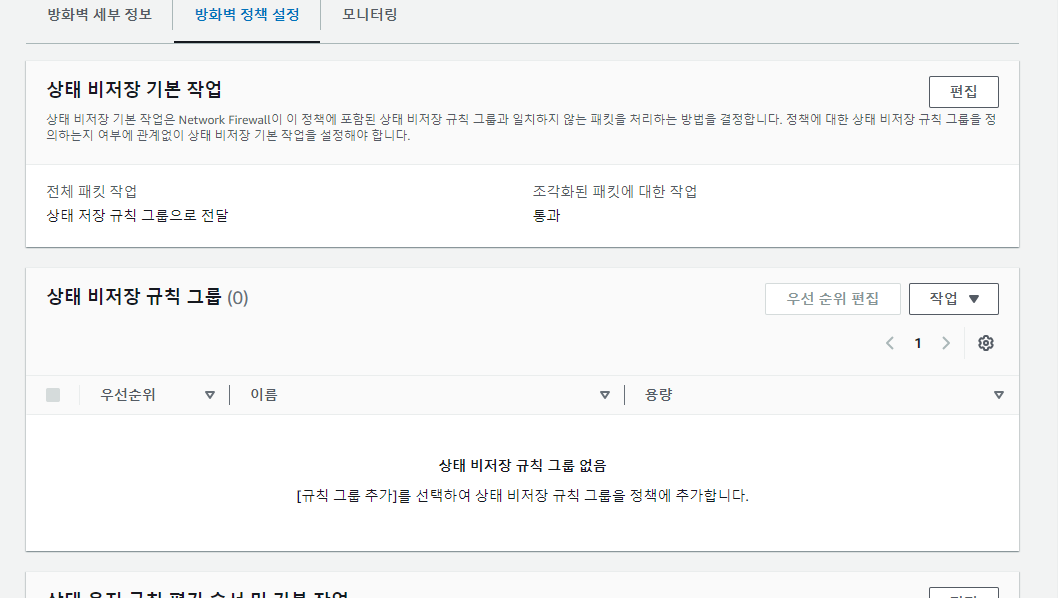 방화벽 세부 정보
방화벽 정책 설정
모니터링
상태 비저장 기본 작업
편집
상태 비저장 기본 작업은 Network Firewall이 이 정책에 포함된 상태 비저장 규칙 그룹과 일치하지 않는 패킷을 처리하는 방법을 결정합니다. 정책에 대한 상태 비저장 규칙 그룹을 정
의하는지 여부에 관계없이 상태 비저장 기본 작업을 설정해야 합니다.
전체 패킷 작업
조각화된 패킷에 대한 작업
상태 저장 규칙 그룹으로 전달
통과
상태 비저장 규칙 그룹 (0)
우선 순위 편집
작업
1
우선순위
이름
용량
상태 비저장 규칙 그룹 없음
[규칙 그룹 추가]를 선택하여 상태 비저장 규칙 그룹을 정책에 추가합니다.